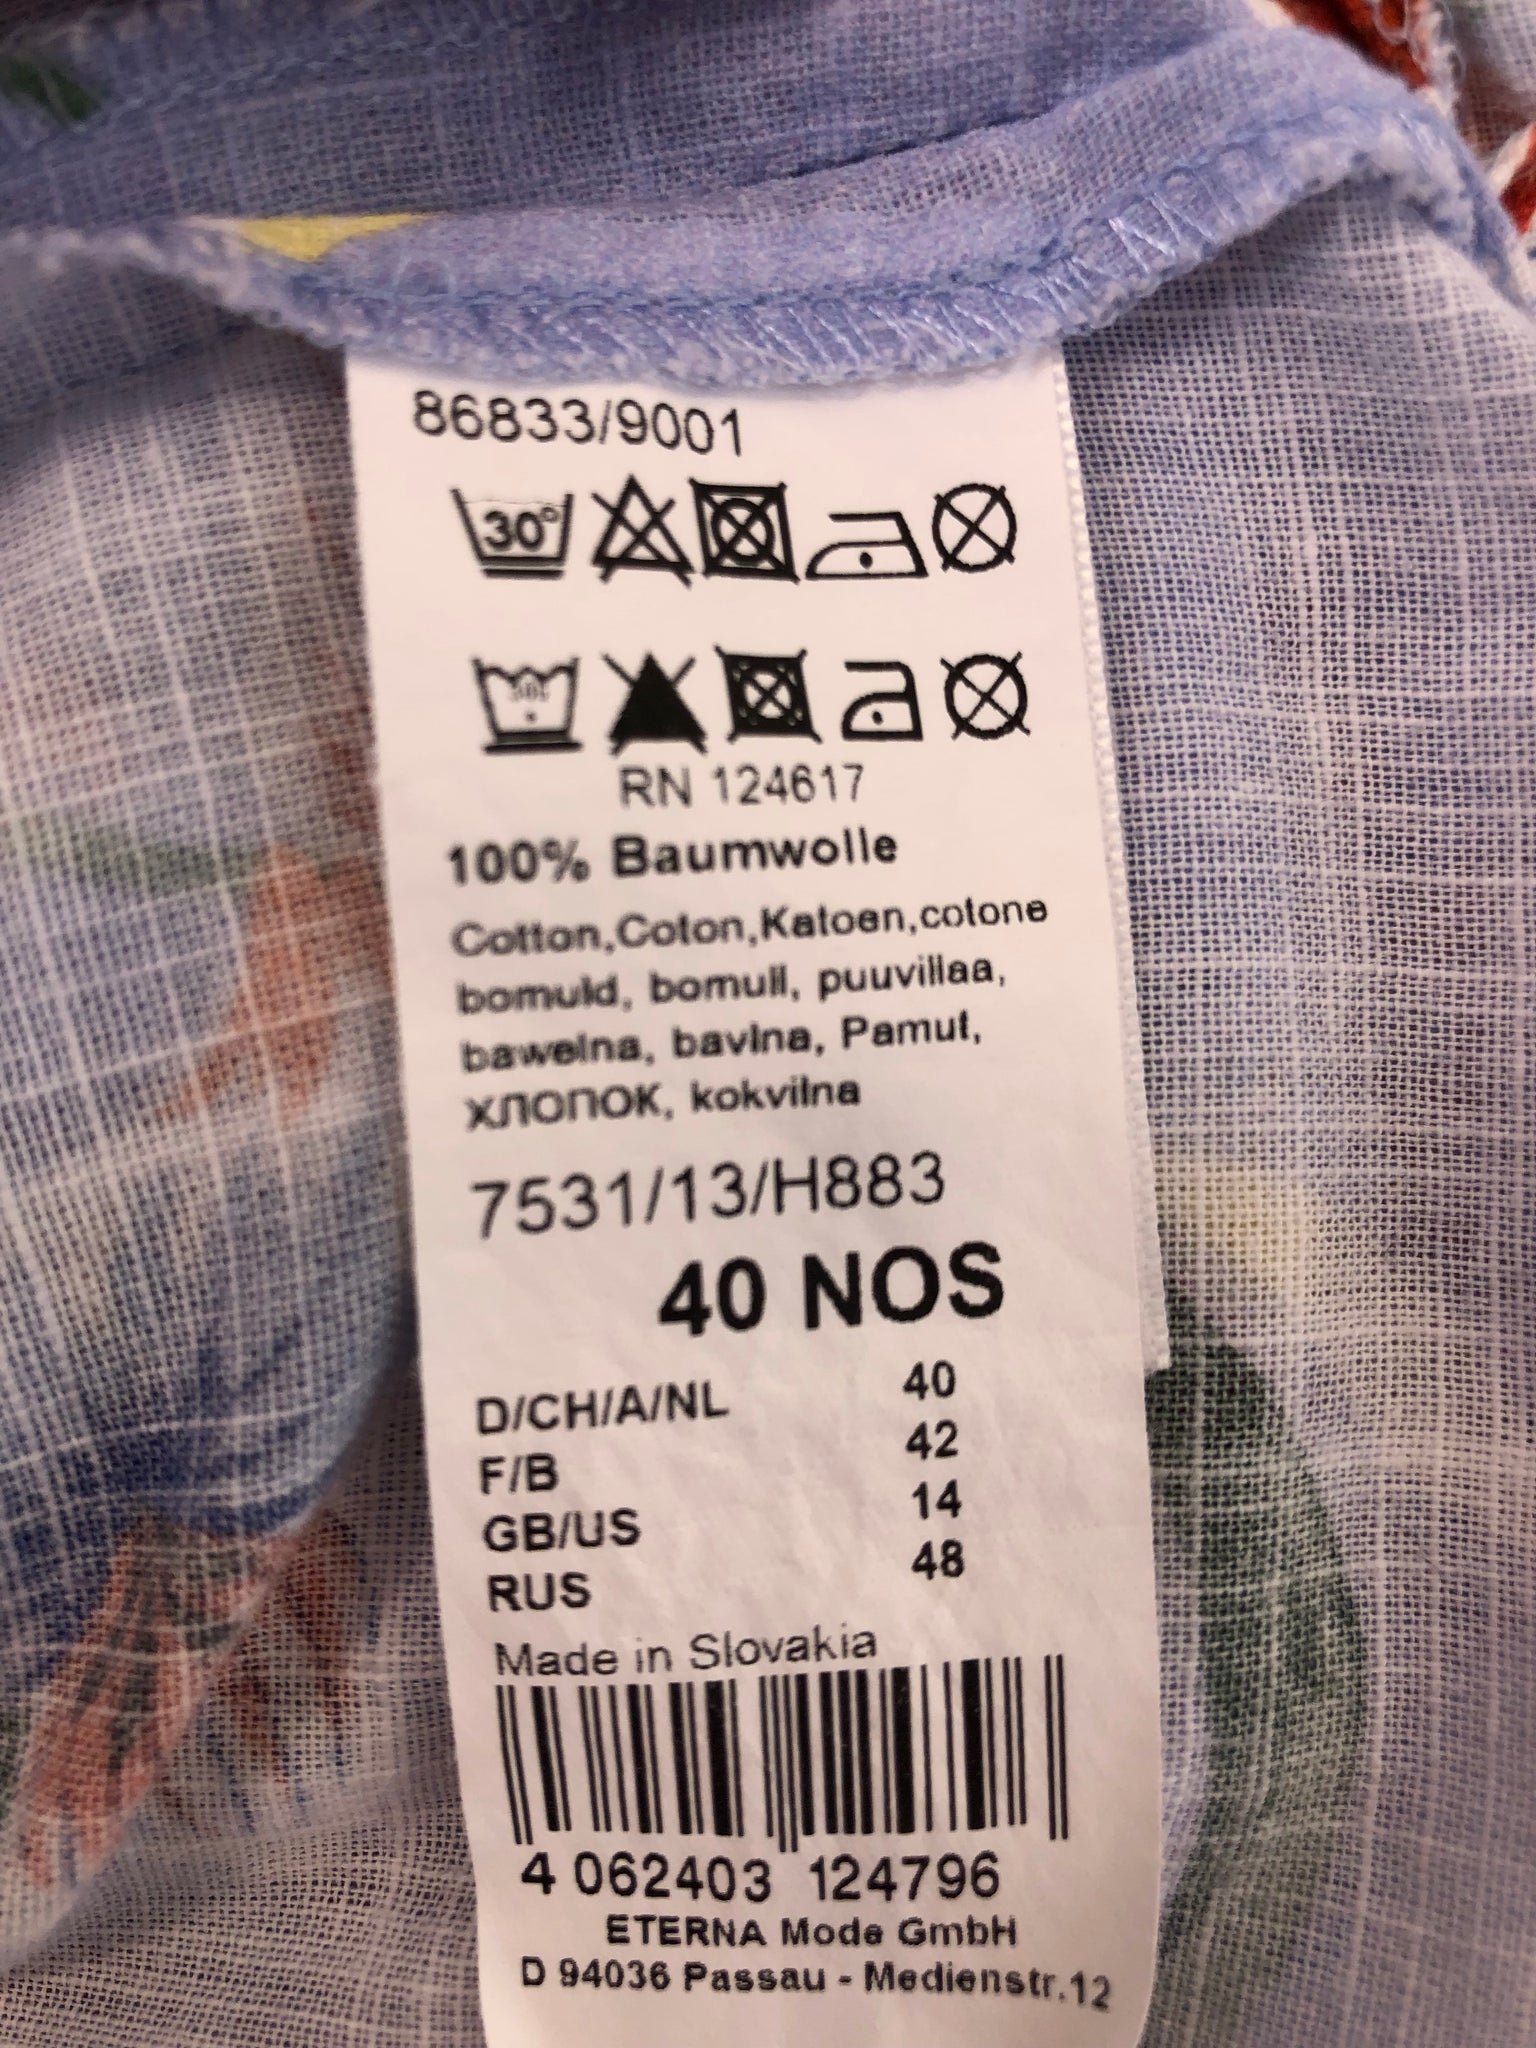 86833/9001
30°
RN 124617
100% Baumwolle
Cotton,Coton,Katoen,cotone
bomuld, bomull, puuvillaa,
bawelna, bavlna, Pamut,
хлопок, kokvilna
7531/13/H883
40 NOS
D/CH/A/NL 40
F/B 42
GB/US 14
RUS 48
Made in Slovakia
4 062403 124796
ETERNA Mode GmbH
D 94036 Passau - Medienstr.12